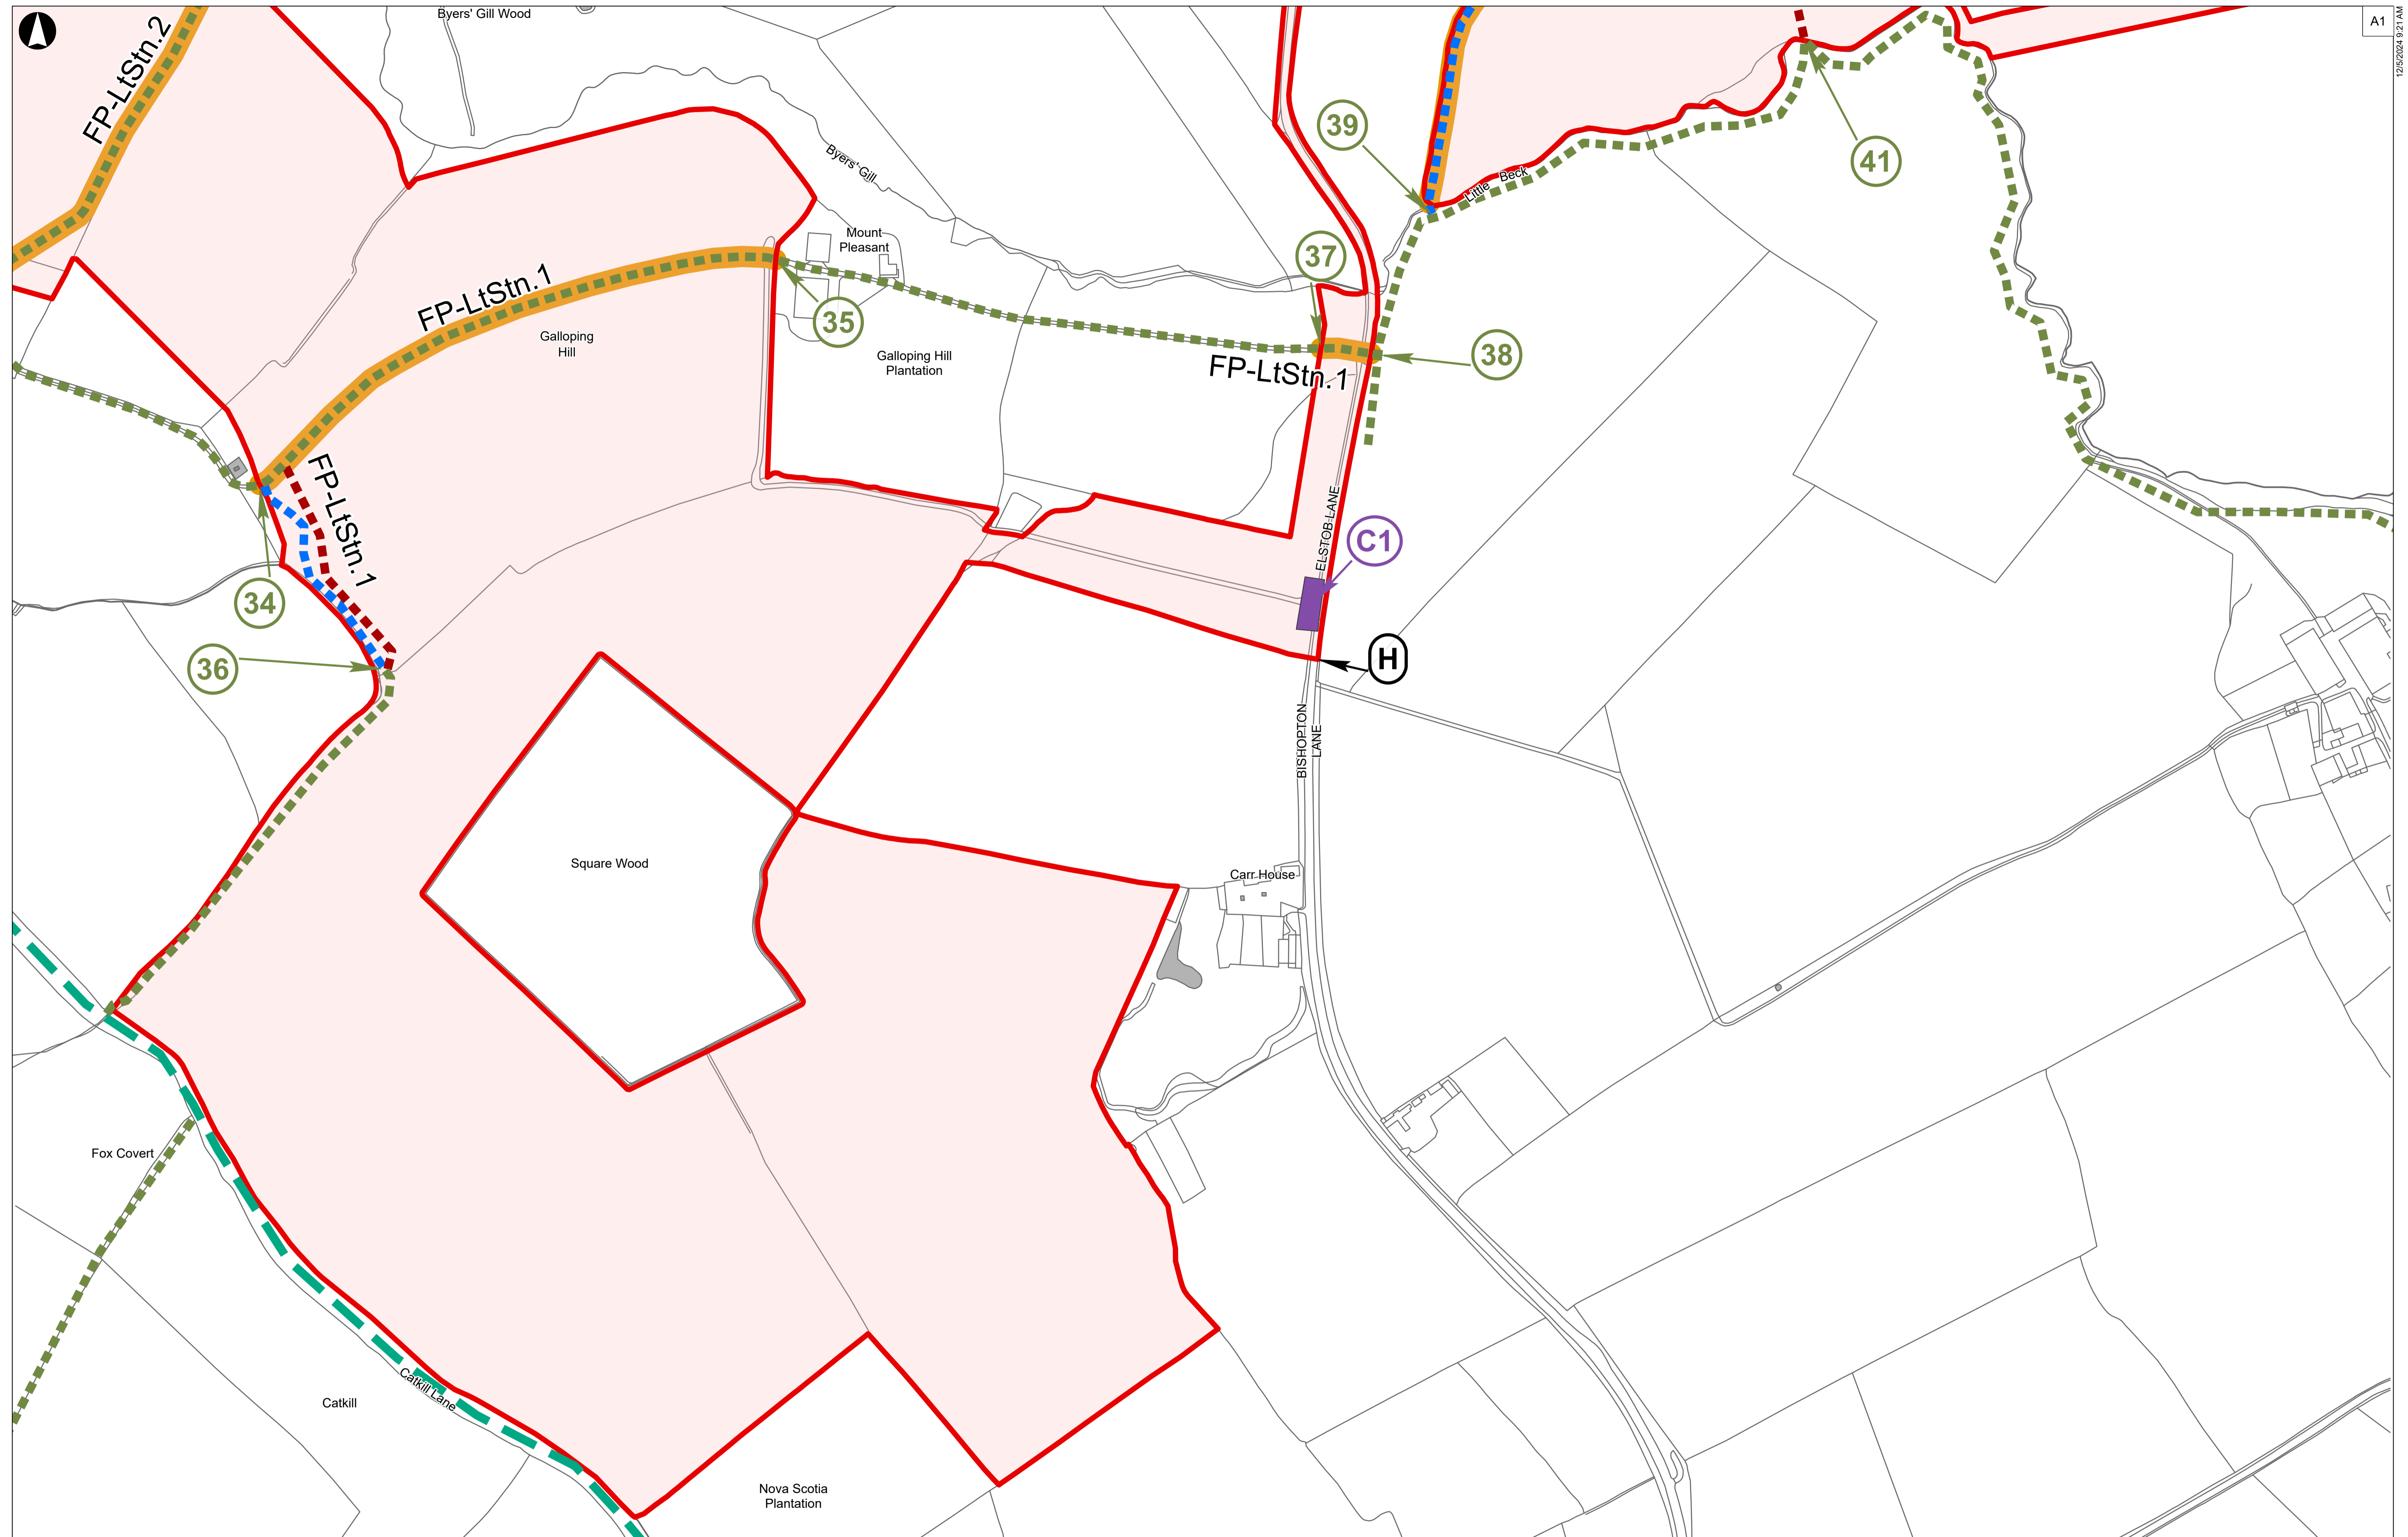 Byers' Gill Wood
A1
12/5/2024 9:21 AM
FP-LtStn.2
39
41
Byers' Gill
Little Beck
Mount
Pleasant
37
FP-LtStn.1
35
Galloping
Hill
Galloping Hill
Plantation
38
FP-LtStn.1
FP-LtStn.1
ELSTOB LANE
C1
34
36
H
BISHOPTON
LANE
Square Wood
Carr House
Fox Covert
Catkill Lane
Catkill
Nova Scotia
Plantation